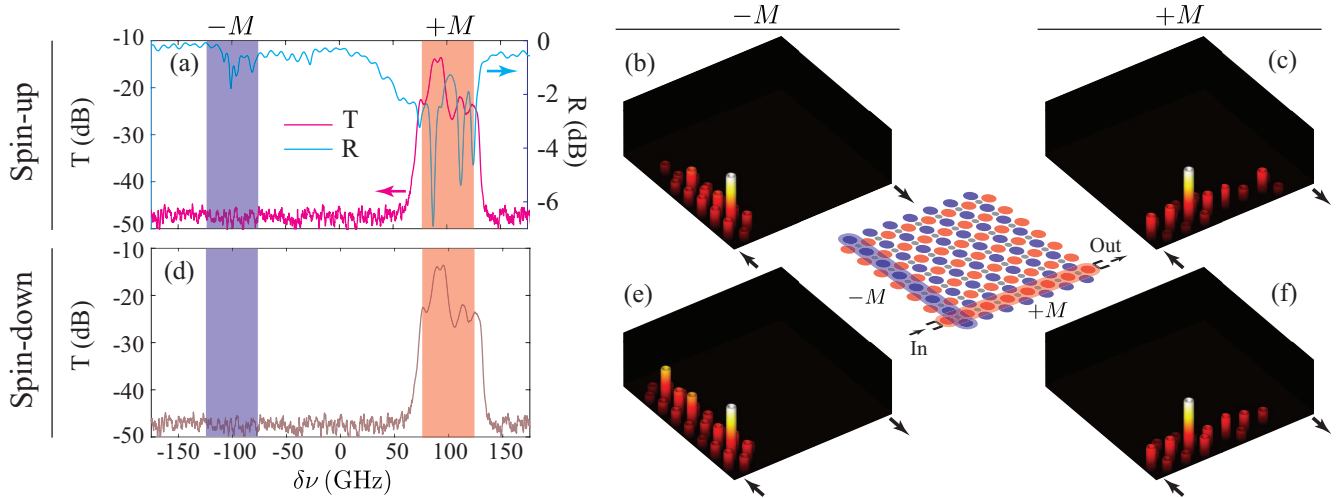 −M
+M
−M
+M
Spin-up
(a)
T (dB)
-10
-20
-30
-40
-50
T
R
0
-2
-4
-6
R (dB)
(b)
(c)
Spin-down
(d)
T (dB)
-10
-20
-30
-40
-50
-150
-100
-50
0
50
100
150
δν (GHz)
Out
−M
+M
In
(e)
(f)